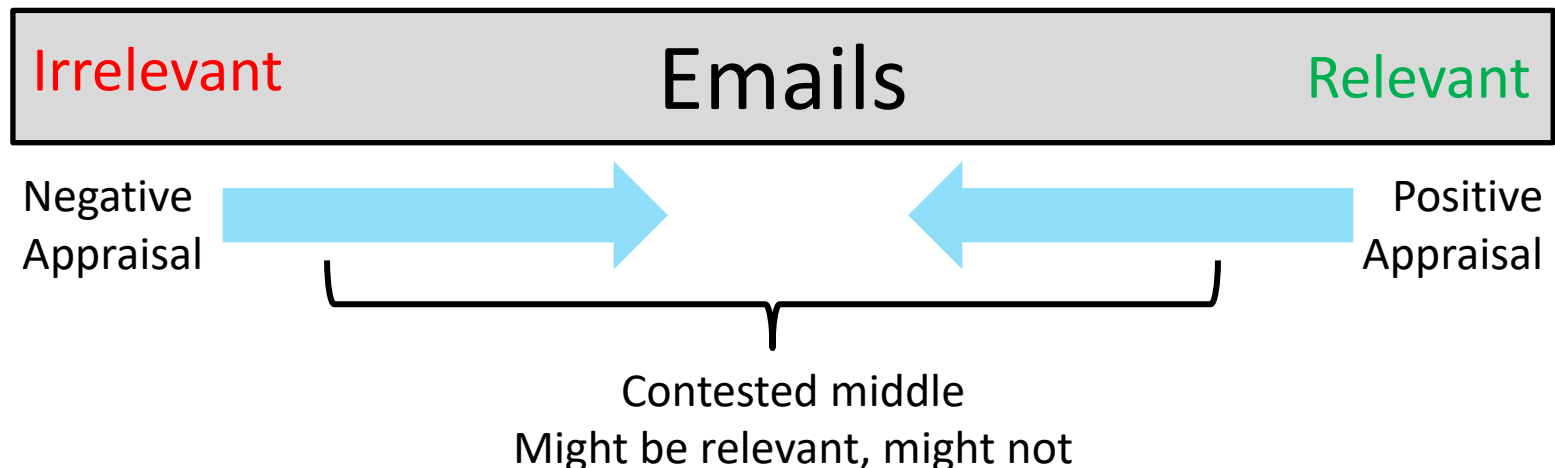 Irrelevant Emails Relevant
Negative
Appraisal
Positive
Appraisal
Contested middle
Might be relevant, might not